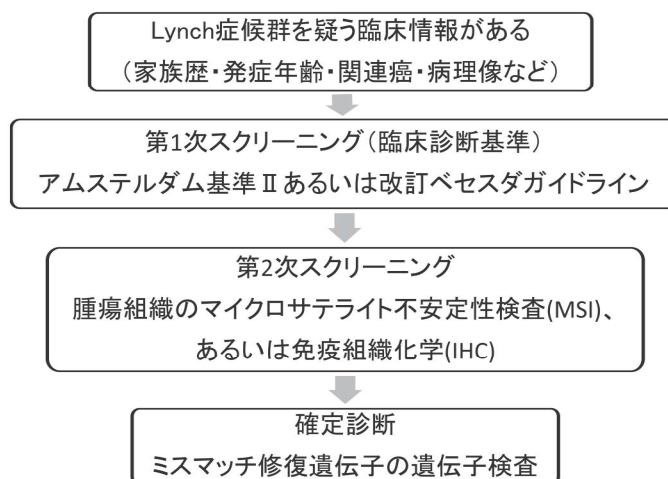 Lynch症候群を疑う臨床情報がある
（家族歴・発症年齢・関連癌・病理像など）
第1次スクリーニング（臨床診断基準）
アムステルダム基準Ⅱあるいは改訂ベセスダガイドライン
第2次スクリーニング
腫瘍組織のマイクロサテライト不安定性検査(MSI)、
あるいは免疫組織化学(IHC)
確定診断
ミスマッチ修復遺伝子の遺伝子検査